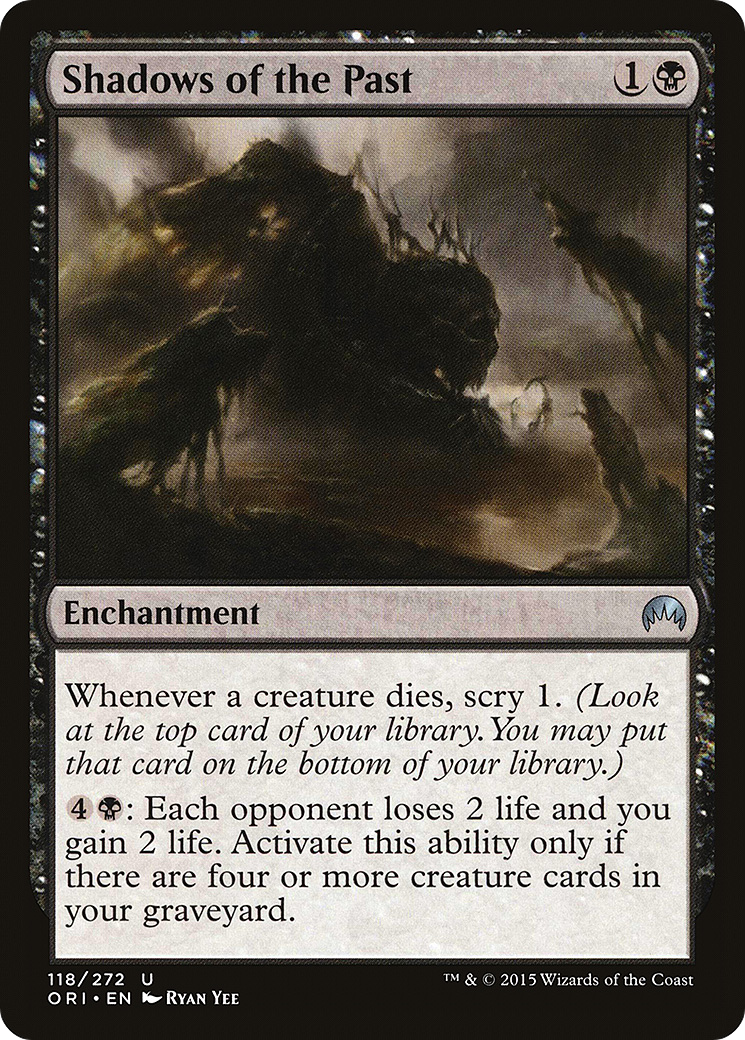 Shadows of the Past 1
Enchantment
Whenever a creature dies, scry 1. (Look
at the top card of your library. You may put
that card on the bottom of your library.)
4: Each opponent loses 2 life and you
gain 2 life. Activate this ability only if
there are four or more creature cards in
your graveyard.
118/272 U
ORI • EN RYAN YEE
™ & © 2015 Wizards of the Coast